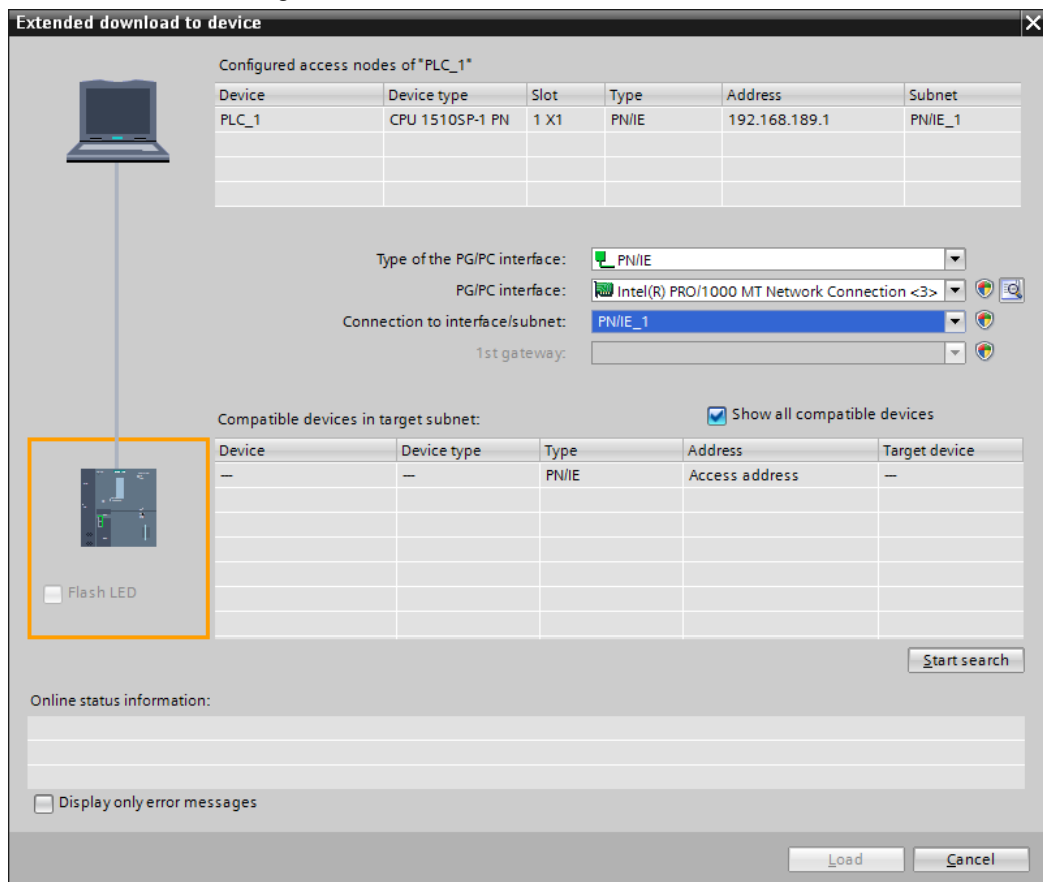 Extended download to device
Configured access nodes of "PLC_1"
Device Device type Slot Type Address Subnet
PLC_1 CPU 1510SP-1 PN 1 X1 PN/IE 192.168.189.1 PN/IE_1
Type of the PG/PC interface: PN/IE
PG/PC interface: Intel(R) PRO/1000 MT Network Connection <3>
Connection to interface/subnet: PN/IE_1
1st gateway:
Compatible devices in target subnet: Show all compatible devices
Device Device type Type Address Target device
— — PN/IE Access address —
Flash LED
Start search
Online status information:
Display only error messages
Load Cancel